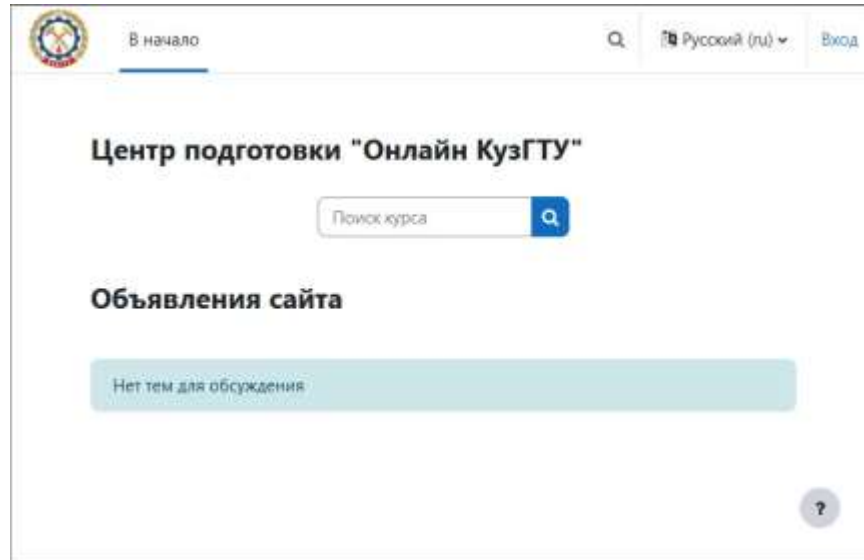 В начало
Русский (ru)
Вход
Центр подготовки "Онлайн КузГТУ"
Поиск курса
Объявления сайта
Нет тем для обсуждения
?